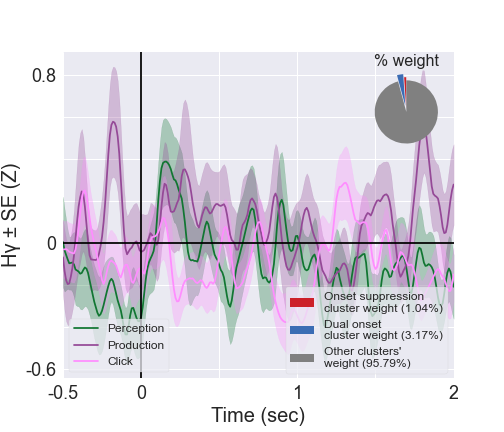 % weight
0.8
0
-0.6
Hγ ± SE (Z)
Perception
Production
Click
Onset suppression
cluster weight (1.04%)
Dual onset
cluster weight (3.17%)
Other clusters'
weight (95.79%)
-0.5
0
1
2
Time (sec)